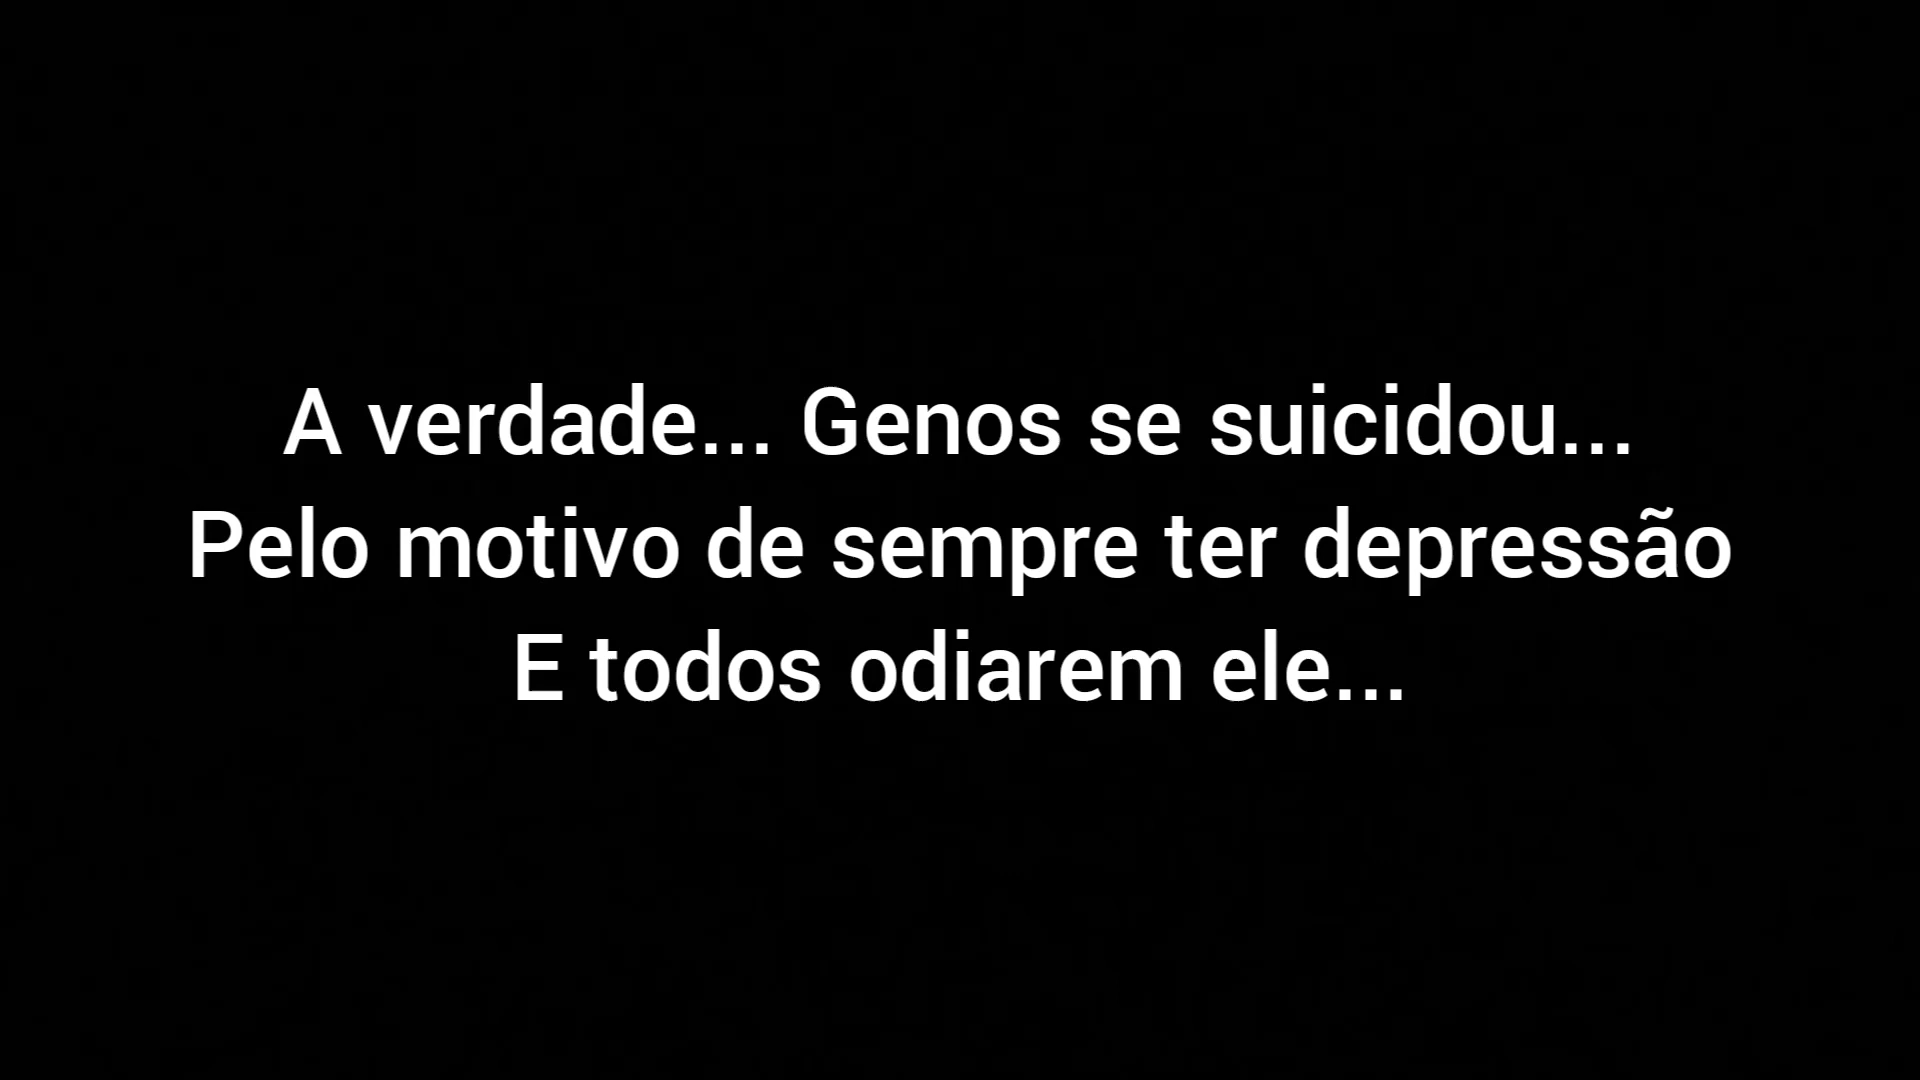 A verdade... Genos se suicidou...
Pelo motivo de sempre ter depressão
E todos odiarem ele...